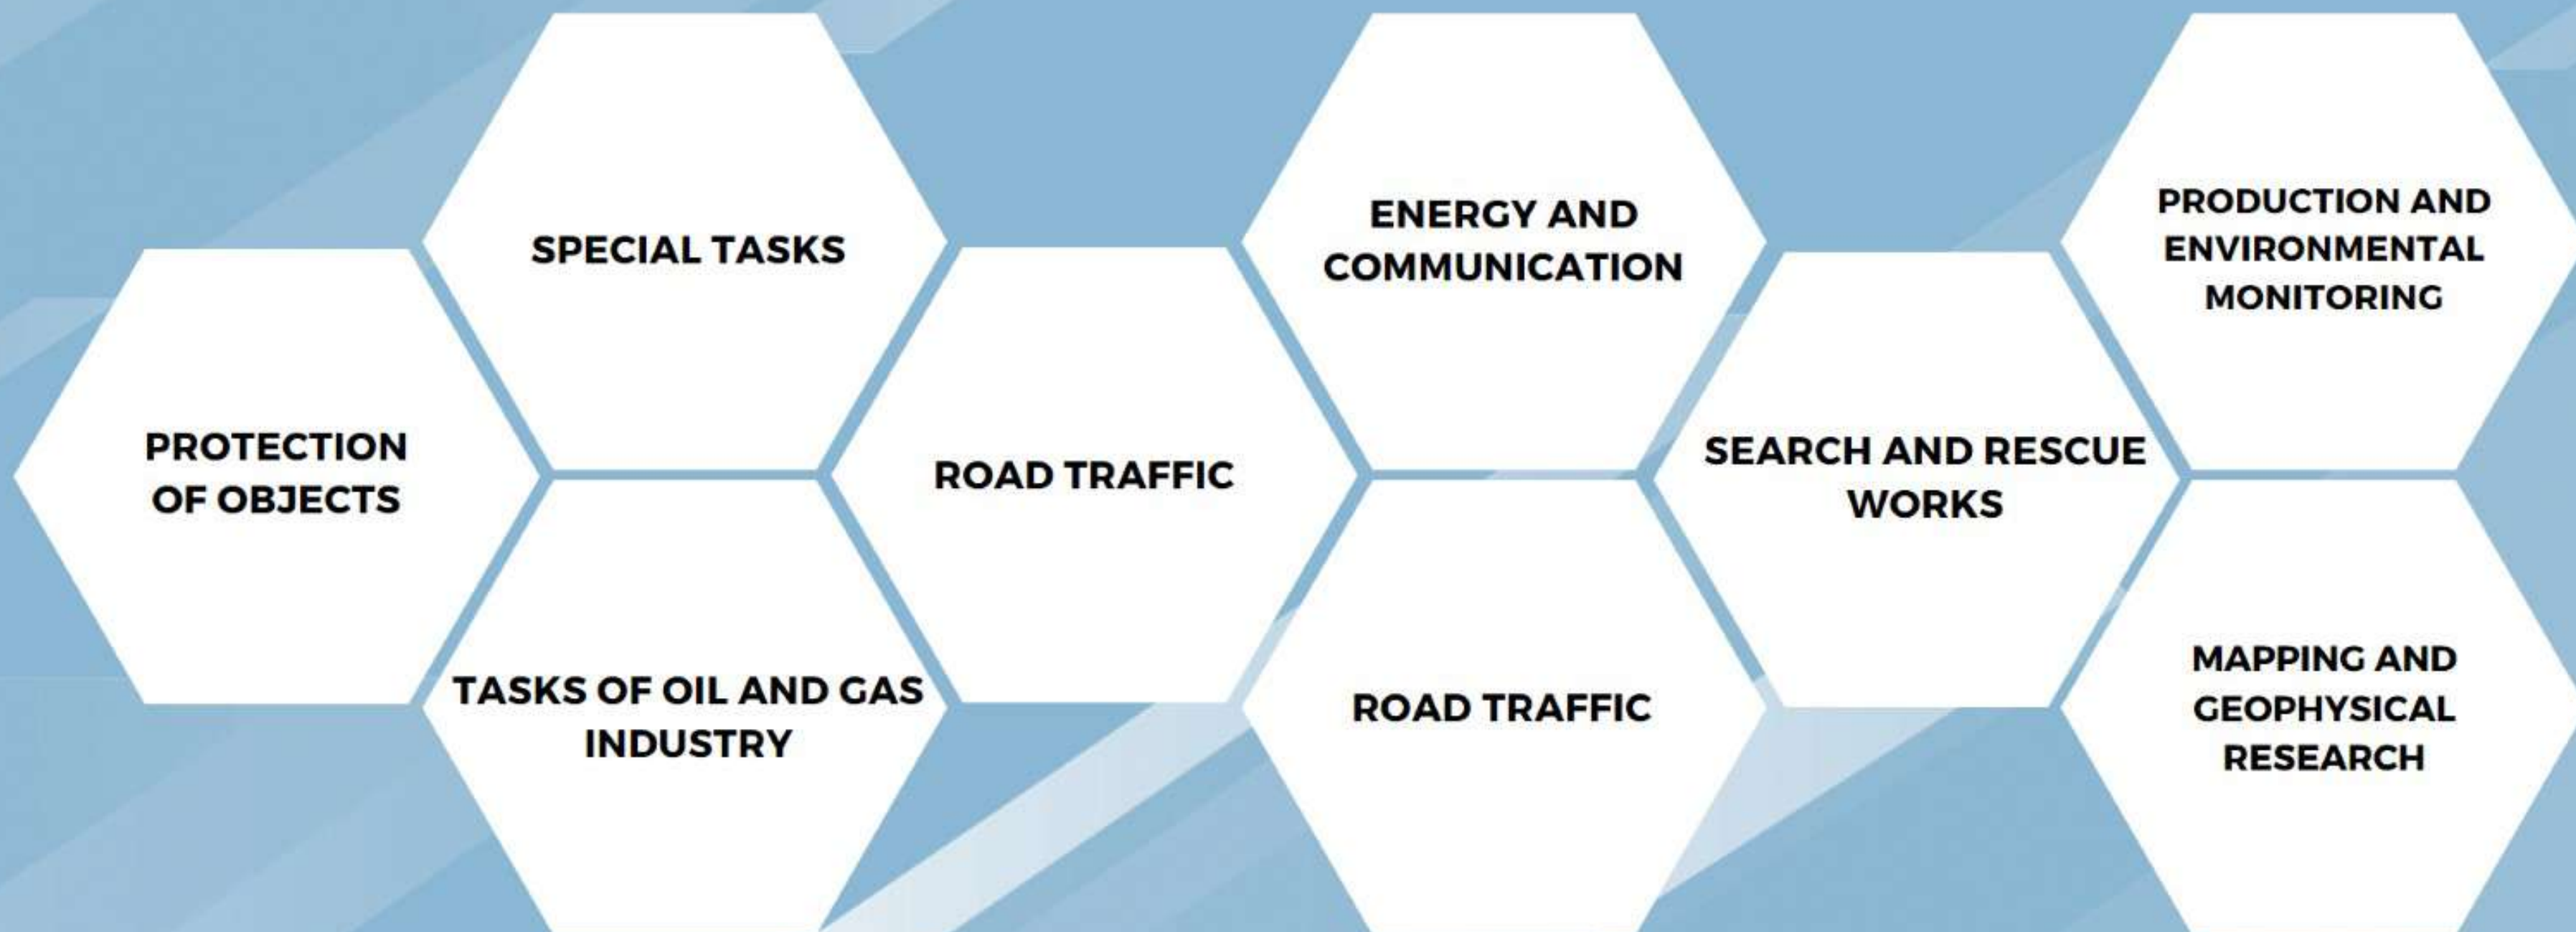 SPECIAL TASKS
ENERGY AND
COMMUNICATION
PRODUCTION AND
ENVIRONMENTAL
MONITORING
PROTECTION
OF OBJECTS
ROAD TRAFFIC
SEARCH AND RESCUE
WORKS
TASKS OF OIL AND GAS
INDUSTRY
ROAD TRAFFIC
MAPPING AND
GEOPHYSICAL
RESEARCH